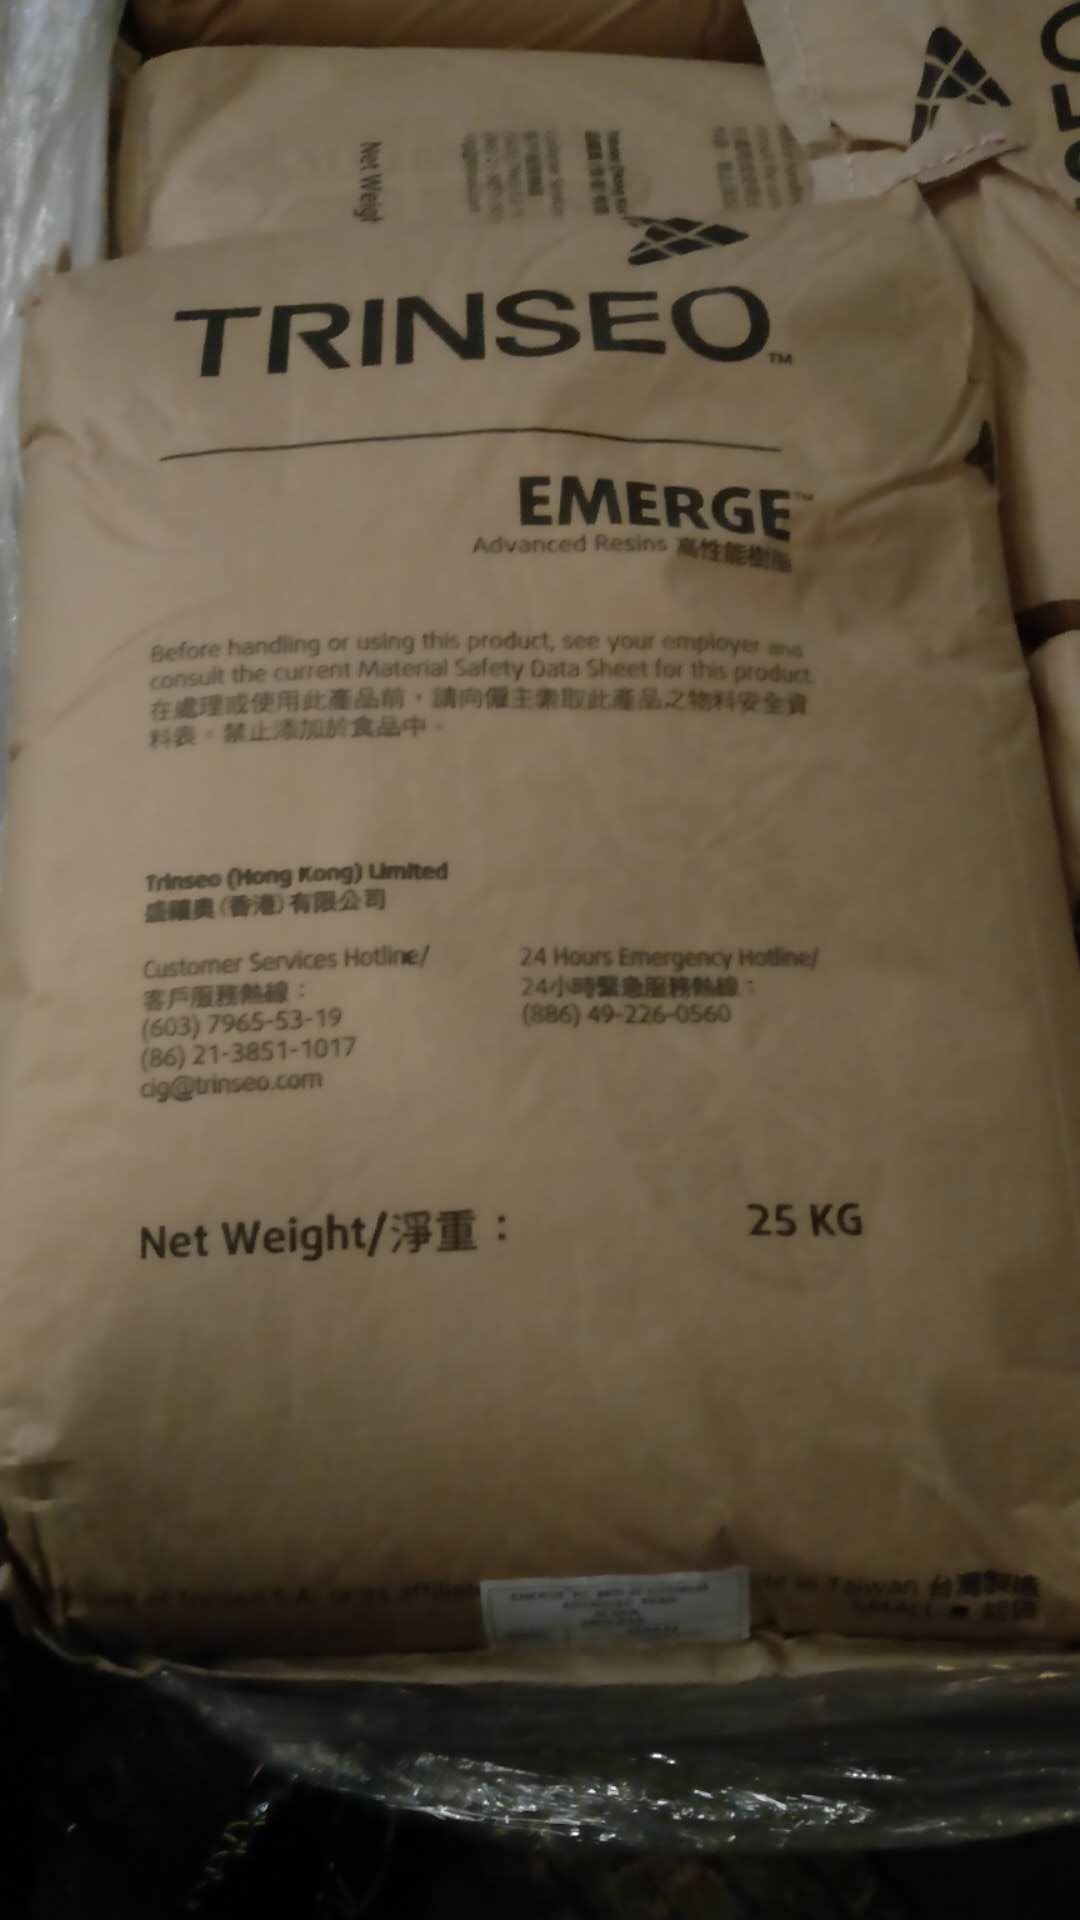 Net Weigh
TRINSEO™
EMERGE™
Advanced Resins 高性能樹脂
Before handling or using this product, see your employer and
consult the current Material Safety Data Sheet for this product.
在處理或使用此產品前，請向僱主索取此產品之物料安全資
料表。禁止添加於食品中。
Trinseo (Hong Kong) Limited
盛禧奧（香港）有限公司
Customer Services Hotline/
客戶服務熱線：
(603) 7965-53-19
(86) 21-3851-1017
cig@trinseo.com
24 Hours Emergency Hotline/
24小時緊急服務熱線：
(886) 49-226-0560
Net Weight/淨重： 25 KG
Taiwan 台灣製造